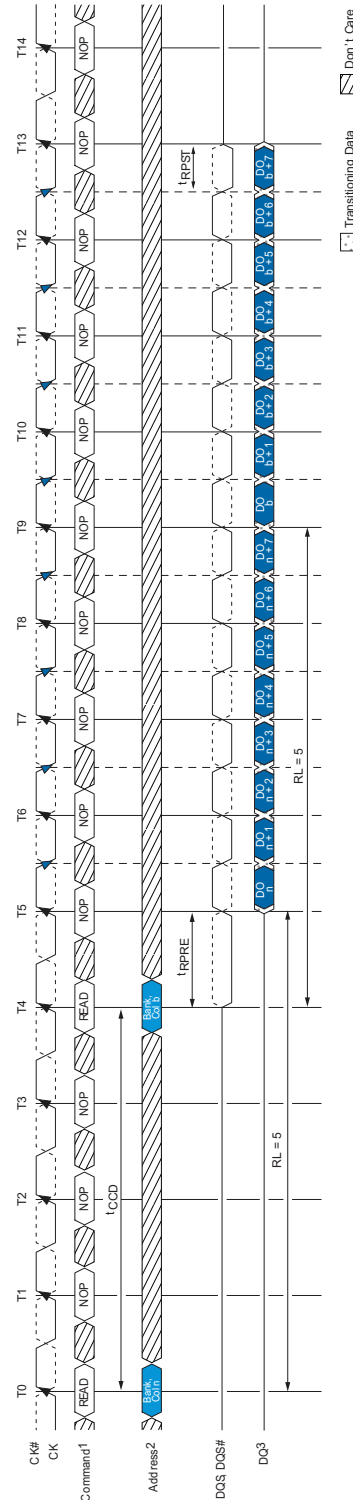 T0 T1 T2 T3 T4 T5 T6 T7 T8 T9 T10 T11 T12 T13 T14
CK#
CK
Command1 READ NOP NOP NOP READ NOP NOP NOP NOP NOP NOP NOP NOP NOP NOP
tCCD
Address2 Bank, Col n Bank, Col b
tRPRE tRPST
DQS, DQS#
DQ3 DO n DO n + 1 DO n + 2 DO n + 3 DO n + 4 DO n + 5 DO n + 6 DO n + 7 DO b DO b + 1 DO b + 2 DO b + 3 DO b + 4 DO b + 5 DO b + 6 DO b + 7
RL = 5
RL = 5
Transitioning Data Don't Care